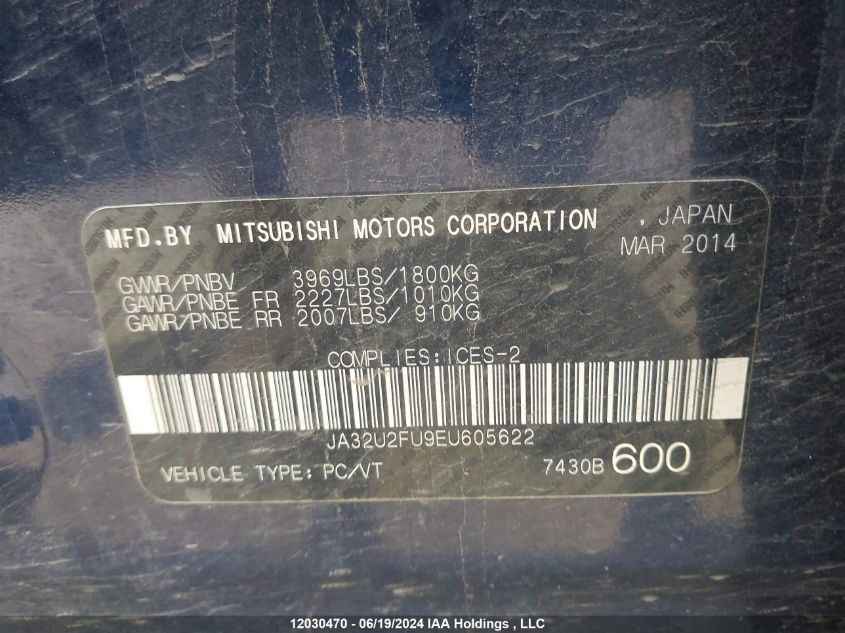 MFD.BY MITSUBISHI MOTORS CORPORATION , JAPAN
MAR 2014
GVWR/PNBV 3969LBS/1800KG
GAWR/PNBE FR 2227LBS/1010KG
GAWR/PNBE RR 2007LBS/ 910KG
COMPLIES:ICES-2
JA32U2FU9EU605622
VEHICLE TYPE: PC/VT 7430B 600
12030470 - 06/19/2024 IAA Holdings , LLC